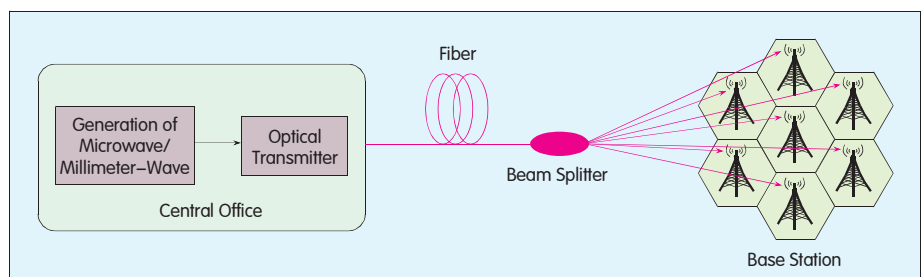 Generation of
Microwave/
Millimeter–Wave
Optical
Transmitter
Central Office
Fiber
Beam Splitter
Base Station